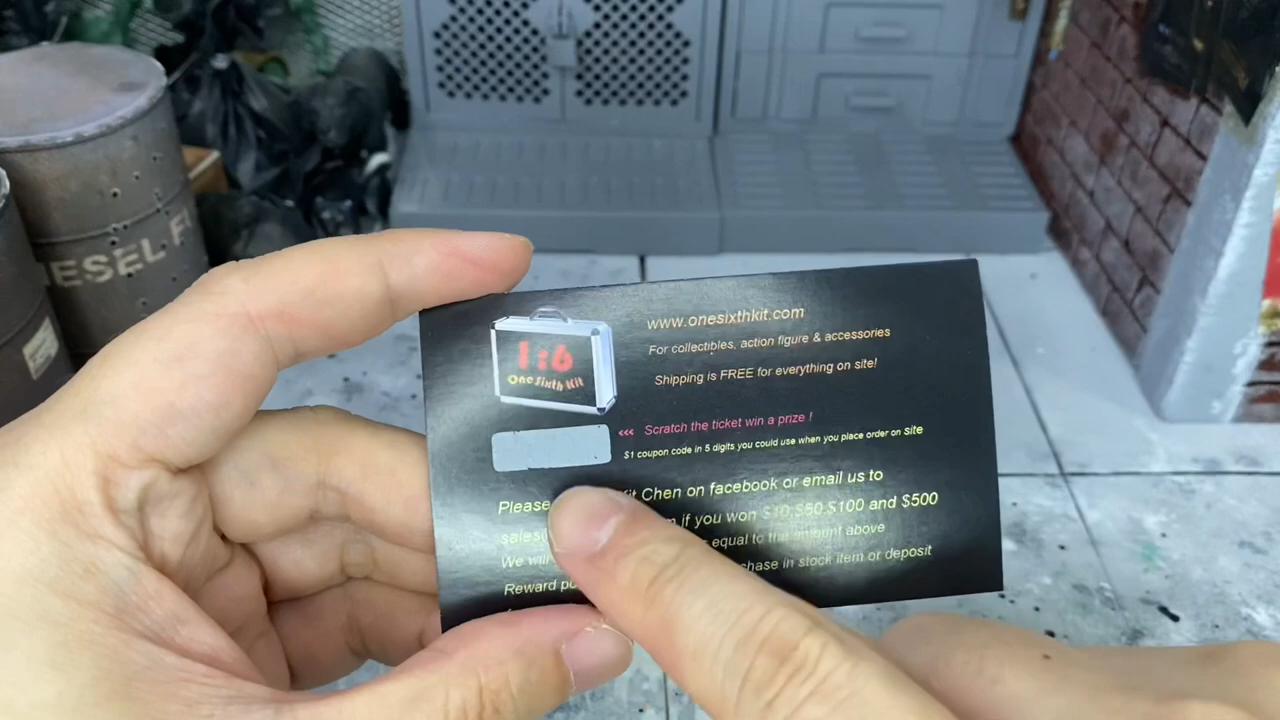 ESEL F
1:6
One Sixth Kit
www.onesixthkit.com
For collectibles, action figure & accessories
Shipping is FREE for everything on site!
<<< Scratch the ticket win a prize !
$1 coupon code in 5 digits you could use when you place order on site
Please it Chen on facebook or email us to
sales if you won $10,$50,$100 and $500
We will equal to the amount above
Reward chase in stock item or deposit